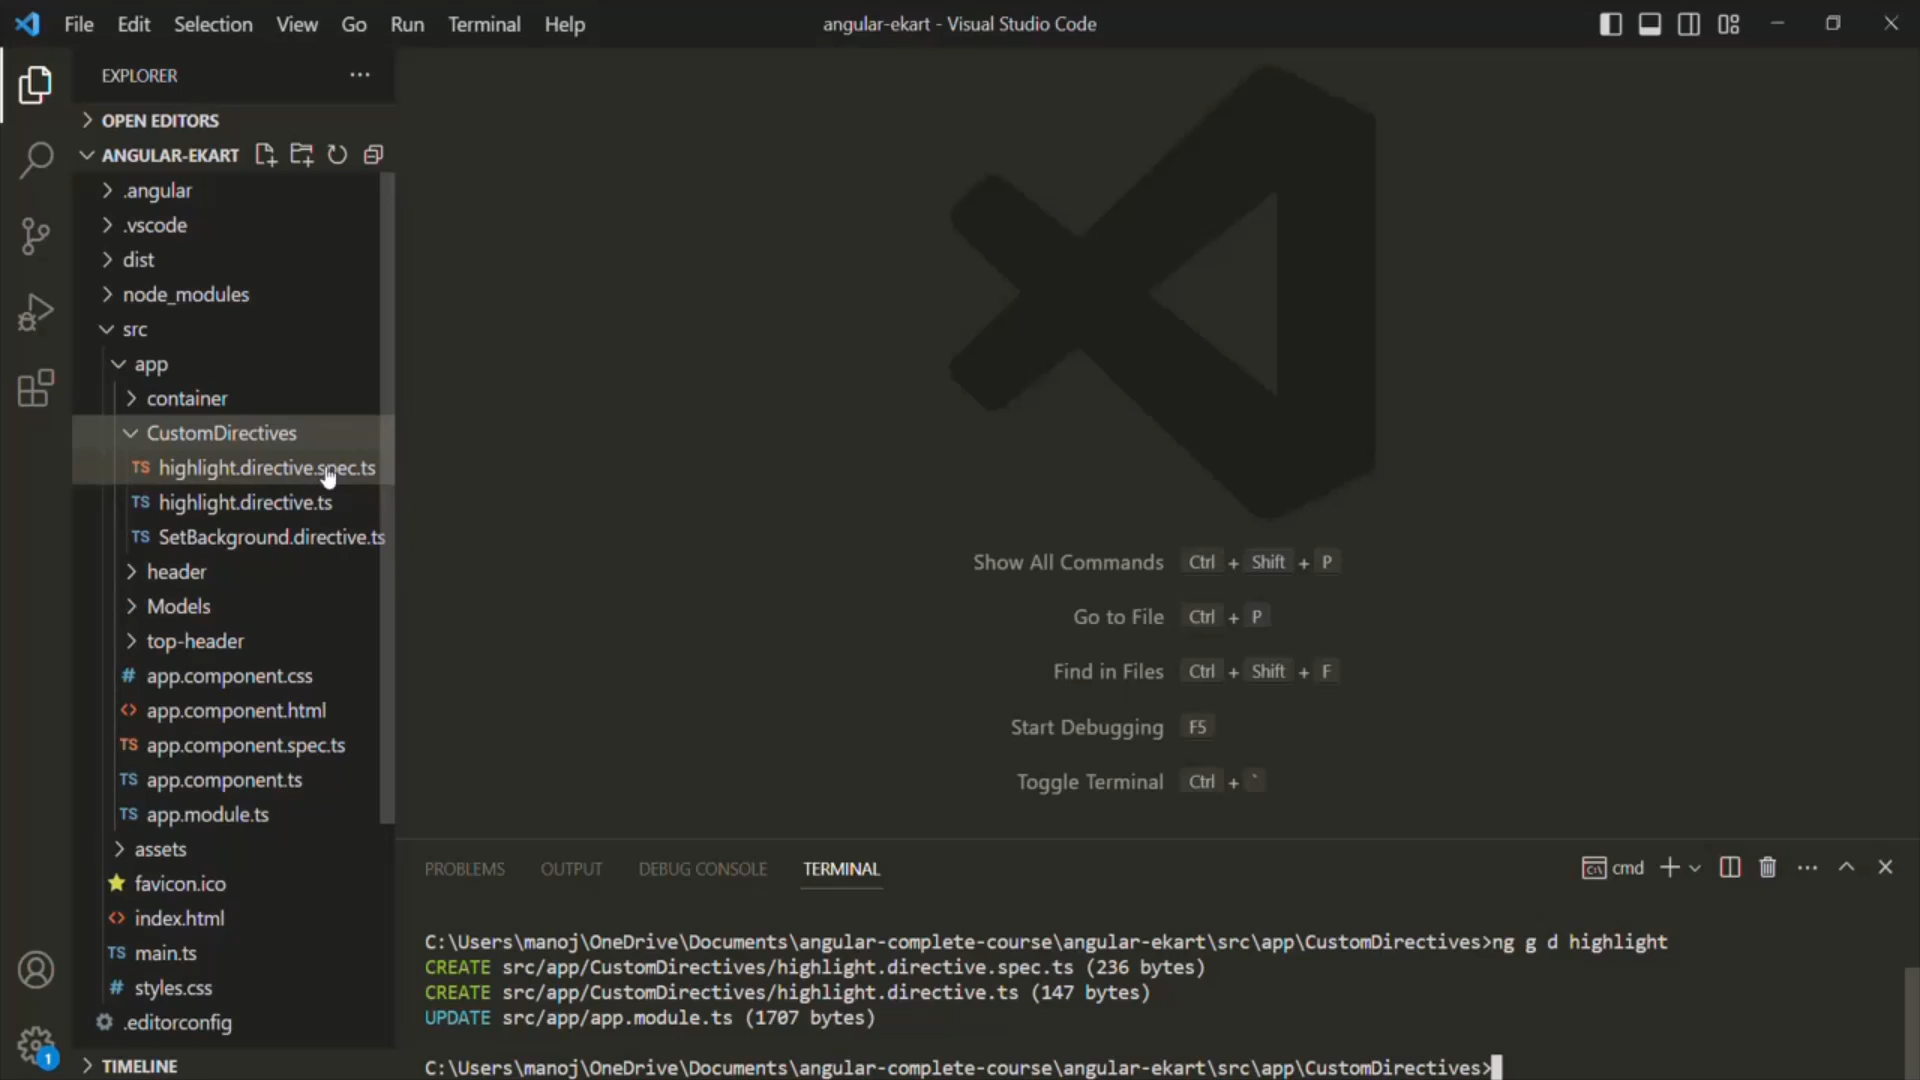 File Edit Selection View Go Run Terminal Help
angular-ekart - Visual Studio Code
EXPLORER
OPEN EDITORS
ANGULAR-EKART
.angular
.vscode
dist
node_modules
src
app
container
CustomDirectives
TS highlight.directive.spec.ts
TS highlight.directive.ts
TS SetBackground.directive.ts
header
Models
top-header
# app.component.css
<> app.component.html
TS app.component.spec.ts
TS app.component.ts
TS app.module.ts
assets
favicon.ico
<> index.html
TS main.ts
# styles.css
.editorconfig
TIMELINE
1
Show All Commands Ctrl + Shift + P
Go to File Ctrl + P
Find in Files Ctrl + Shift + F
Start Debugging F5
Toggle Terminal Ctrl + `
PROBLEMS OUTPUT DEBUG CONSOLE TERMINAL
cmd
C:\Users\manoj\OneDrive\Documents\angular-complete-course\angular-ekart\src\app\CustomDirectives>ng g d highlight
CREATE src/app/CustomDirectives/highlight.directive.spec.ts (236 bytes)
CREATE src/app/CustomDirectives/highlight.directive.ts (147 bytes)
UPDATE src/app/app.module.ts (1707 bytes)
C:\Users\manoj\OneDrive\Documents\angular-complete-course\angular-ekart\src\app\CustomDirectives>